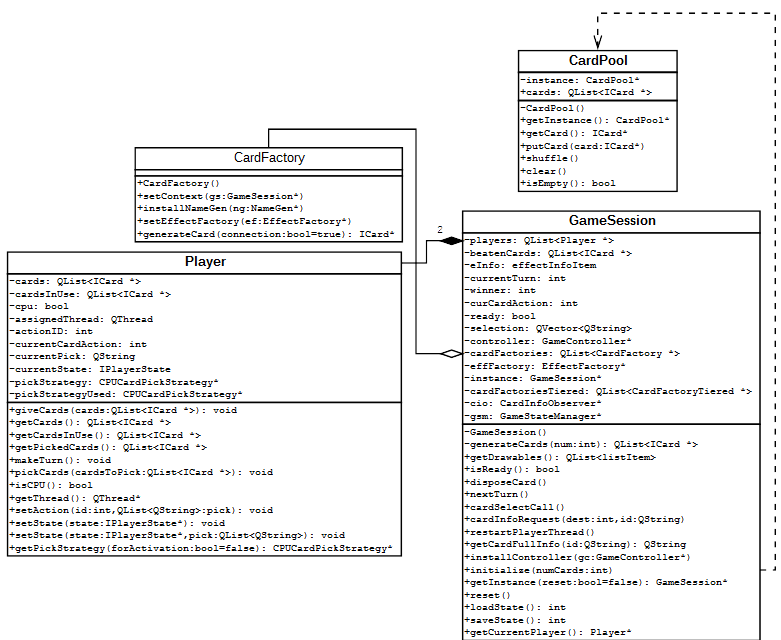 CardPool
-instance: CardPool*
+cards: QList<ICard *>
-CardPool()
+getInstance(): CardPool*
+getCard(): ICard*
+putCard(card:ICard*)
+shuffle()
+clear()
+isEmpty(): bool
CardFactory
+CardFactory()
+setContext(gs:GameSession*)
+installNameGen(ng:NameGen*)
+setEffectFactory(ef:EffectFactory*)
+generateCard(connection:bool=true): ICard*
2
Player
-cards: QList<ICard *>
-cardsInUse: QList<ICard *>
-cpu: bool
-assignedThread: QThread
-actionID: int
-currentCardAction: int
-currentPick: QString
-currentState: IPlayerState
-pickStrategy: CPUCardPickStrategy*
-pickStrategyUsed: CPUCardPickStrategy*
+giveCards(cards:QList<ICard *>): void
+getCards(): QList<ICard *>
+getCardsInUse(): QList<ICard *>
+getPickedCards(): QList<ICard *>
+makeTurn(): void
+pickCards(cardsToPick:QList<ICard *>): void
+isCPU(): bool
+getThread(): QThread*
+setAction(id:int,QList<QString>:pick): void
+setState(state:IPlayerState*): void
+setState(state:IPlayerState*,pick:QList<QString>): void
+getPickStrategy(forActivation:bool=false): CPUCardPickStrategy*
GameSession
-players: QList<Player *>
-beatenCards: QList<ICard *>
-eInfo: effectInfoItem
-currentTurn: int
-winner: int
-curCardAction: int
-ready: bool
-selection: QVector<QString>
-controller: GameController*
-cardFactories: QList<CardFactory *>
-effFactory: EffectFactory*
-instance: GameSession*
-cardFactoriesTiered: QList<CardFactoryTiered *>
-cio: CardInfoObserver*
-gsm: GameStateManager*
-GameSession()
-generateCards(num:int): QList<ICard *>
+getDrawables(): QList<listItem>
+isReady(): bool
+disposeCard()
+nextTurn()
+cardSelectCall()
+cardInfoRequest(dest:int,id:QString)
+restartPlayerThread()
+getCardFullInfo(id:QString): QString
+installController(gc:GameController*)
+initialize(numCards:int)
+getInstance(reset:bool=false): GameSession*
+reset()
+loadState(): int
+saveState(): int
+getCurrentPlayer(): Player*